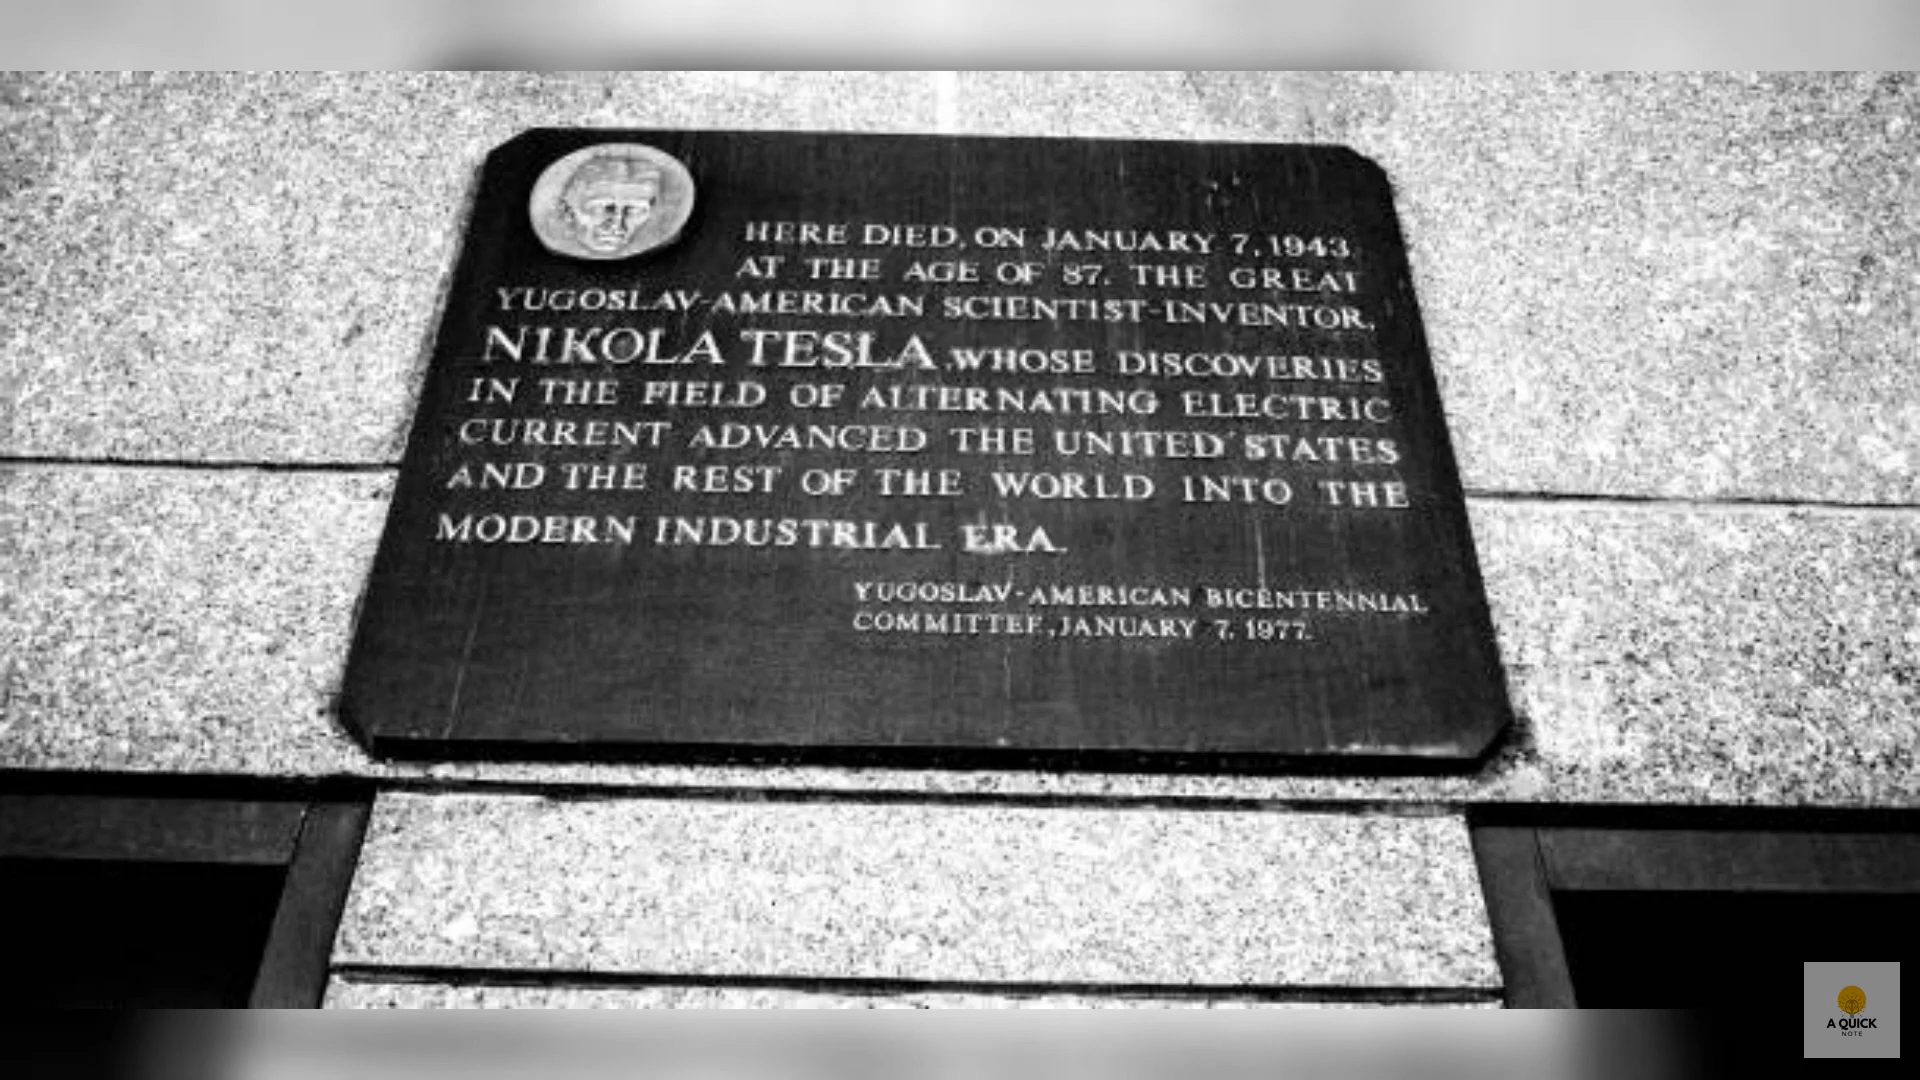 HERE DIED, ON JANUARY 7, 1943
AT THE AGE OF 87, THE GREAT
YUGOSLAV-AMERICAN SCIENTIST-INVENTOR,
NIKOLA TESLA, WHOSE DISCOVERIES
IN THE FIELD OF ALTERNATING ELECTRIC
CURRENT ADVANCED THE UNITED STATES
AND THE REST OF THE WORLD INTO THE
MODERN INDUSTRIAL ERA.
YUGOSLAV-AMERICAN BICENTENNIAL
COMMITTEE, JANUARY 7, 1977.
A QUICK
NOTE